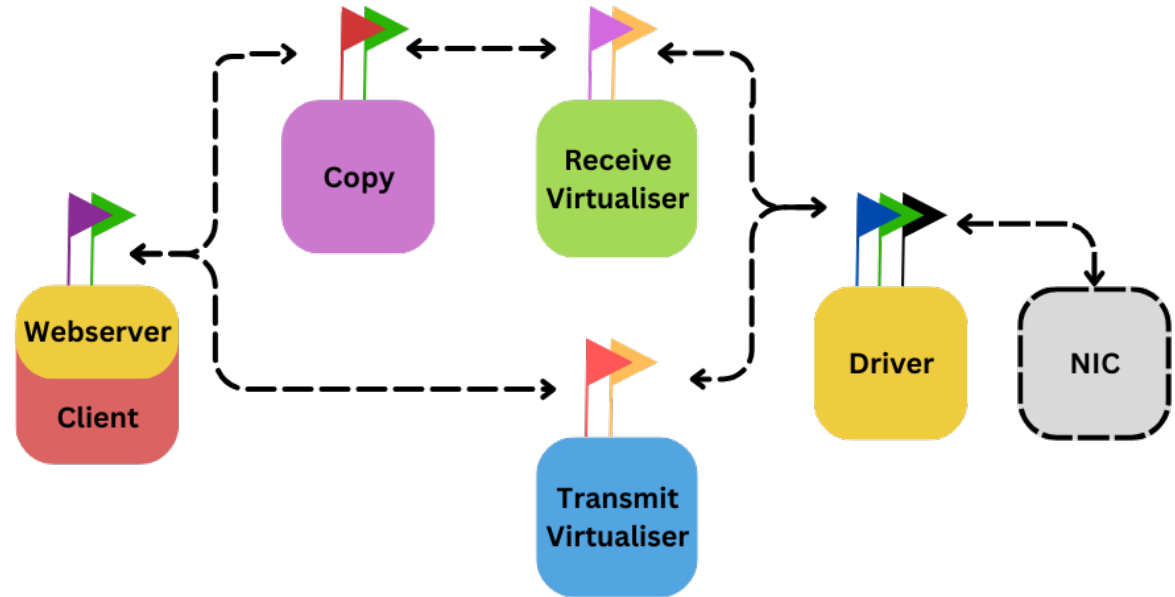 Copy
Receive
Virtualiser
Webserver
Client
Driver
NIC
Transmit
Virtualiser